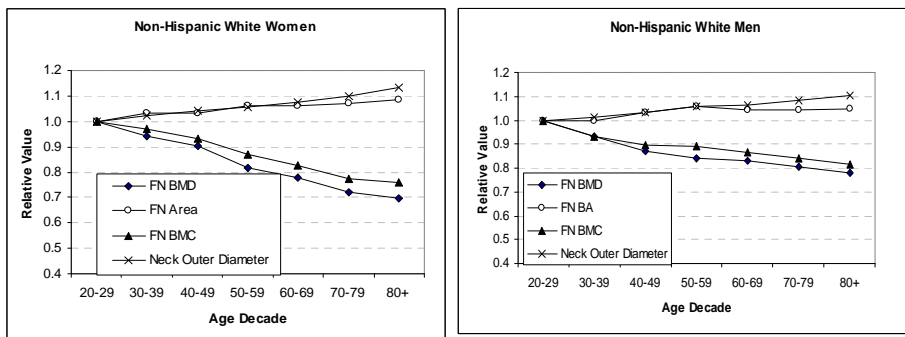 Non-Hispanic White Women
Relative Value
1.2
1.1
1.0
0.9
0.8
0.7
0.6
0.5
0.4
FN BMD
FN Area
FN BMC
Neck Outer Diameter
20-29 30-39 40-49 50-59 60-69 70-79 80+
Age Decade
Non-Hispanic White Men
Relative Value
1.2
1.1
1.0
0.9
0.8
0.7
0.6
0.5
0.4
FN BMD
FN BA
FN BMC
Neck Outer Diameter
20-29 30-39 40-49 50-59 60-69 70-79 80+
Age Decade